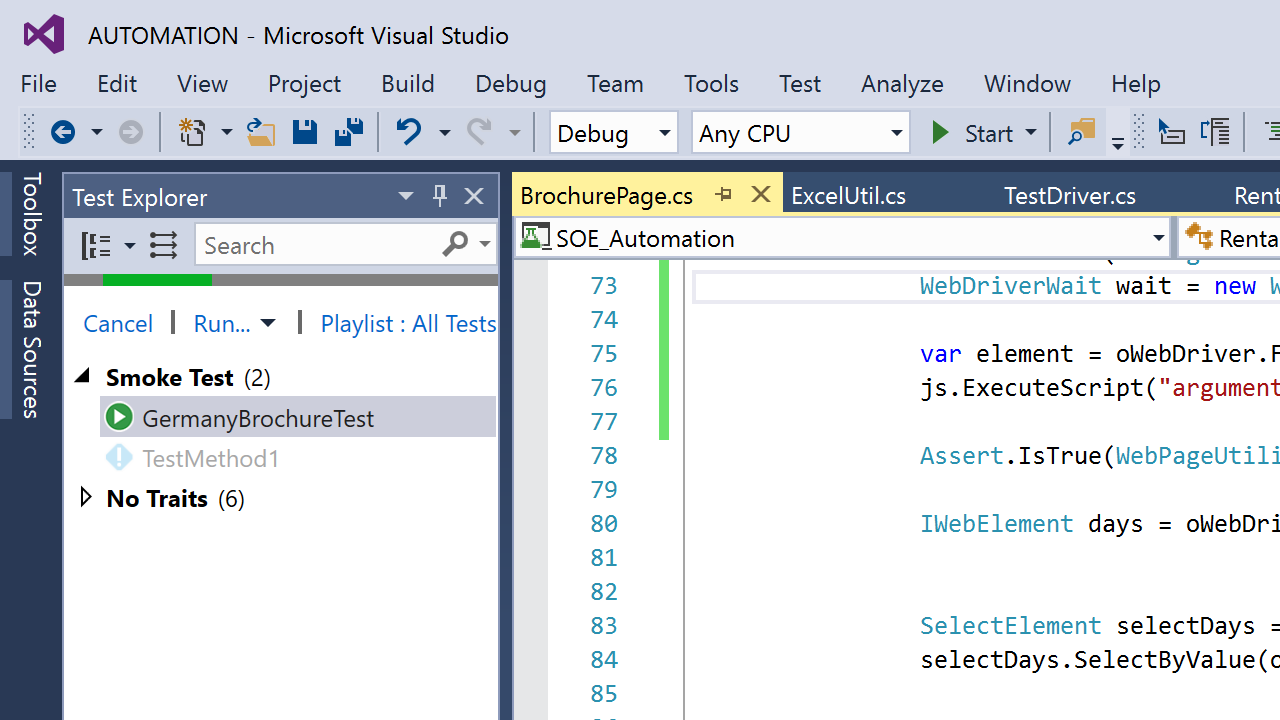 AUTOMATION - Microsoft Visual Studio
File Edit View Project Build Debug Team Tools Test Analyze Window Help
Debug Any CPU Start
Toolbox
Data Sources
Test Explorer
Search
Cancel | Run... | Playlist : All Tests
Smoke Test (2)
GermanyBrochureTest
TestMethod1
No Traits (6)
BrochurePage.cs ExcelUtil.cs TestDriver.cs Rent
SOE_Automation Renta
73 WebDriverWait wait = new W
74
75 var element = oWebDriver.F
76 js.ExecuteScript("argument
77
78 Assert.IsTrue(WebPageUtili
79
80 IWebElement days = oWebDri
81
82
83 SelectElement selectDays =
84 selectDays.SelectByValue(o
85